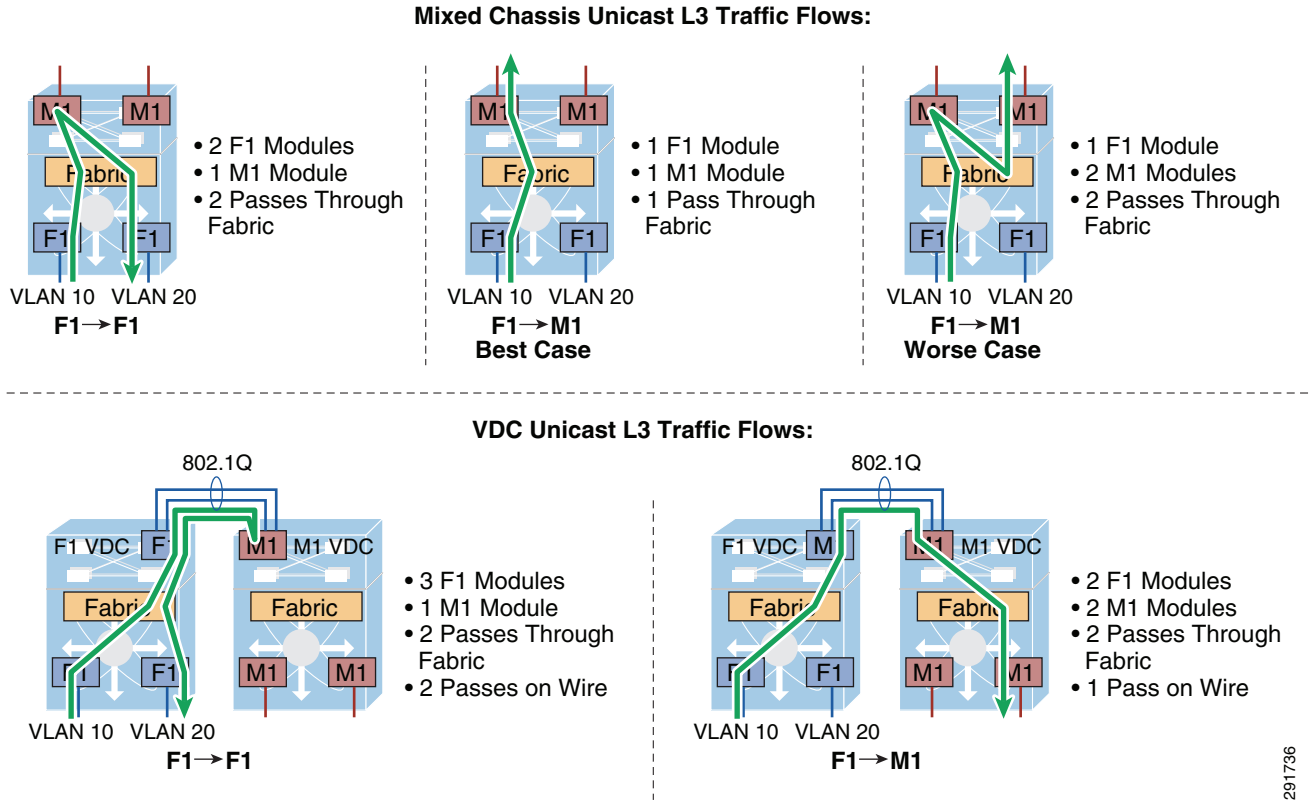 Mixed Chassis Unicast L3 Traffic Flows:
M1 M1
Fabric
F1 F1
VLAN 10 VLAN 20
F1→F1
• 2 F1 Modules
• 1 M1 Module
• 2 Passes Through
Fabric
M1 M1
Fabric
F1 F1
VLAN 10 VLAN 20
F1→M1
Best Case
• 1 F1 Module
• 1 M1 Module
• 1 Pass Through
Fabric
M1 M1
Fabric
F1 F1
VLAN 10 VLAN 20
F1→M1
Worse Case
• 1 F1 Module
• 2 M1 Modules
• 2 Passes Through
Fabric
VDC Unicast L3 Traffic Flows:
802.1Q
F1 VDC F1 M1 M1 VDC
Fabric Fabric
F1 F1 M1 M1
VLAN 10 VLAN 20
F1→F1
• 3 F1 Modules
• 1 M1 Module
• 2 Passes Through
Fabric
• 2 Passes on Wire
802.1Q
F1 VDC M1 M1 VDC
Fabric Fabric
F1 F1 M1 M1
VLAN 10 VLAN 20
F1→M1
• 2 F1 Modules
• 2 M1 Modules
• 2 Passes Through
Fabric
• 1 Pass on Wire
291736